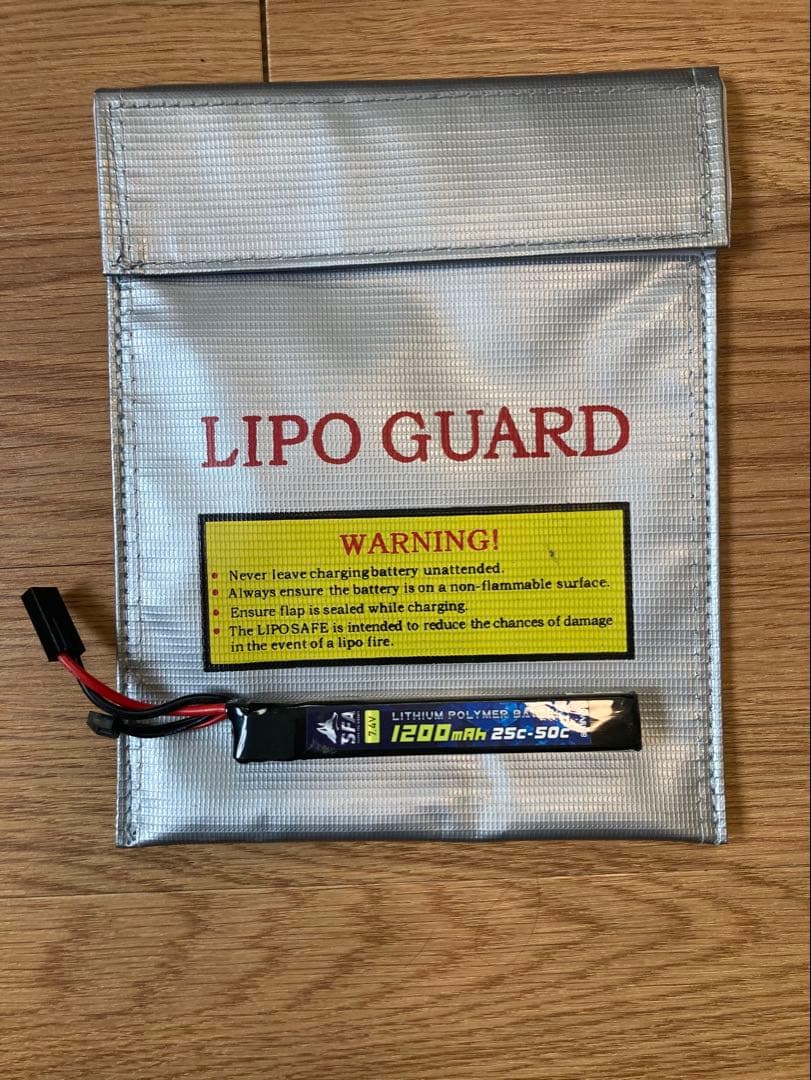 LIPO GUARD
WARNING!
Never leave charging battery unattended.
Always ensure the battery is on a non-flammable surface.
Ensure flap is sealed while charging.
The LIPOSAFE is intended to reduce the chances of damage
in the event of a lipo fire.
SFA
7.4V
LITHIUM POLYMER
1200mAh 25C-50C